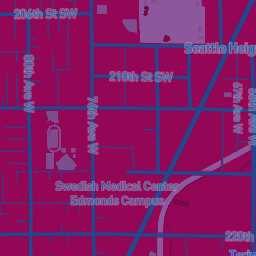 206th St SW
Seattle Heig
210th St SW
80th Ave W
76th Ave W
67th Ave W
Swedish Medical Center
Edmonds Campus
220th